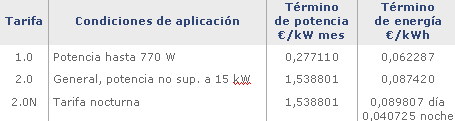 Tarifa Condiciones de aplicación Término de potencia €/kW mes Término de energía €/kWh
1.0 Potencia hasta 770 W 0,277110 0,062287
2.0 General, potencia no sup. a 15 kW 1,538801 0,087420
2.0N Tarifa nocturna 1,538801 0,089807 día
0,040725 noche